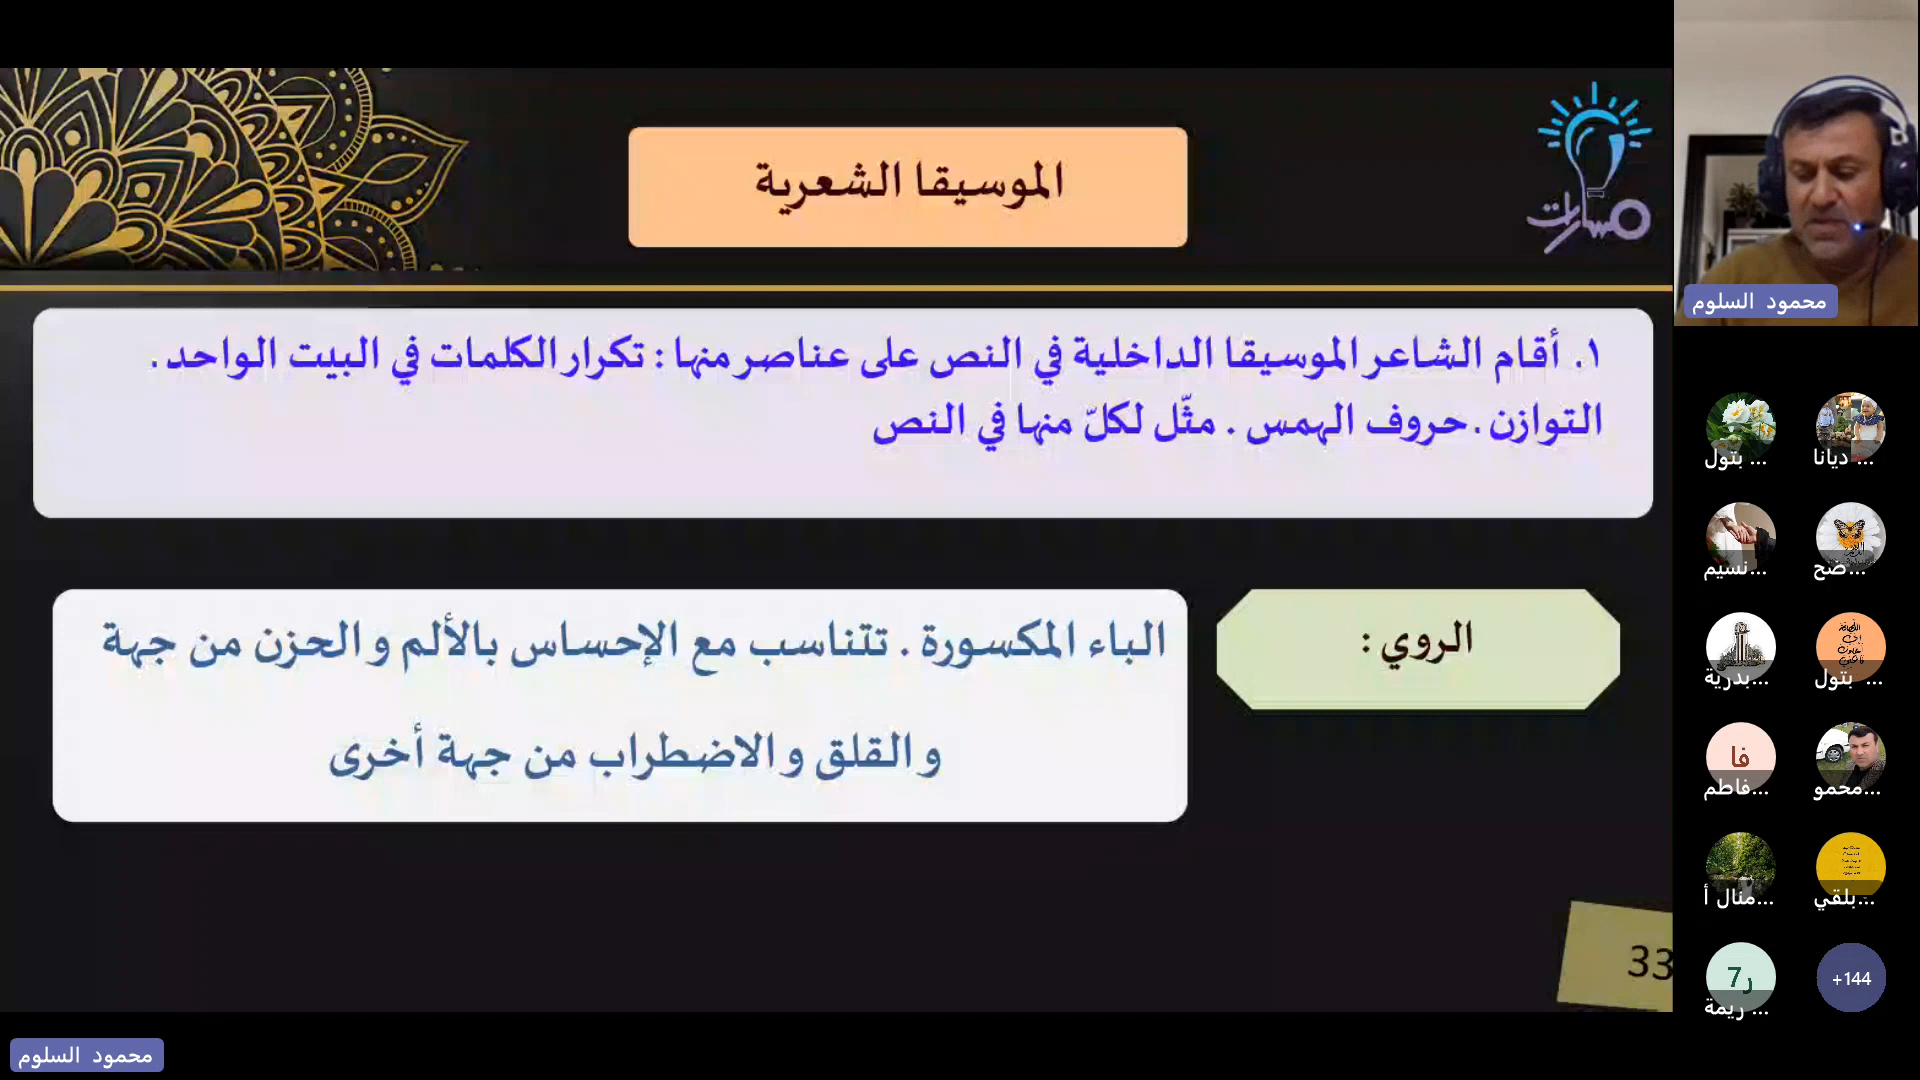 الموسيقا الشعرية
مسارات
١. أقام الشاعر الموسيقا الداخلية في النص على عناصر منها : تكرار الكلمات في البيت الواحد .
التوازن . حروف الهمس . مثّل لكلّ منها في النص
الروي :
الباء المكسورة . تتناسب مع الإحساس بالألم و الحزن من جهة
و القلق و الاضطراب من جهة أخرى
33
محمود السلوم
ديانا ...
بتول ...
ضح...
نسيم...
بتول ...
بدرية...
محمو...
فا
فاطم...
بلقي...
منال أ...
+144
ر7
ريمة ...
محمود السلوم